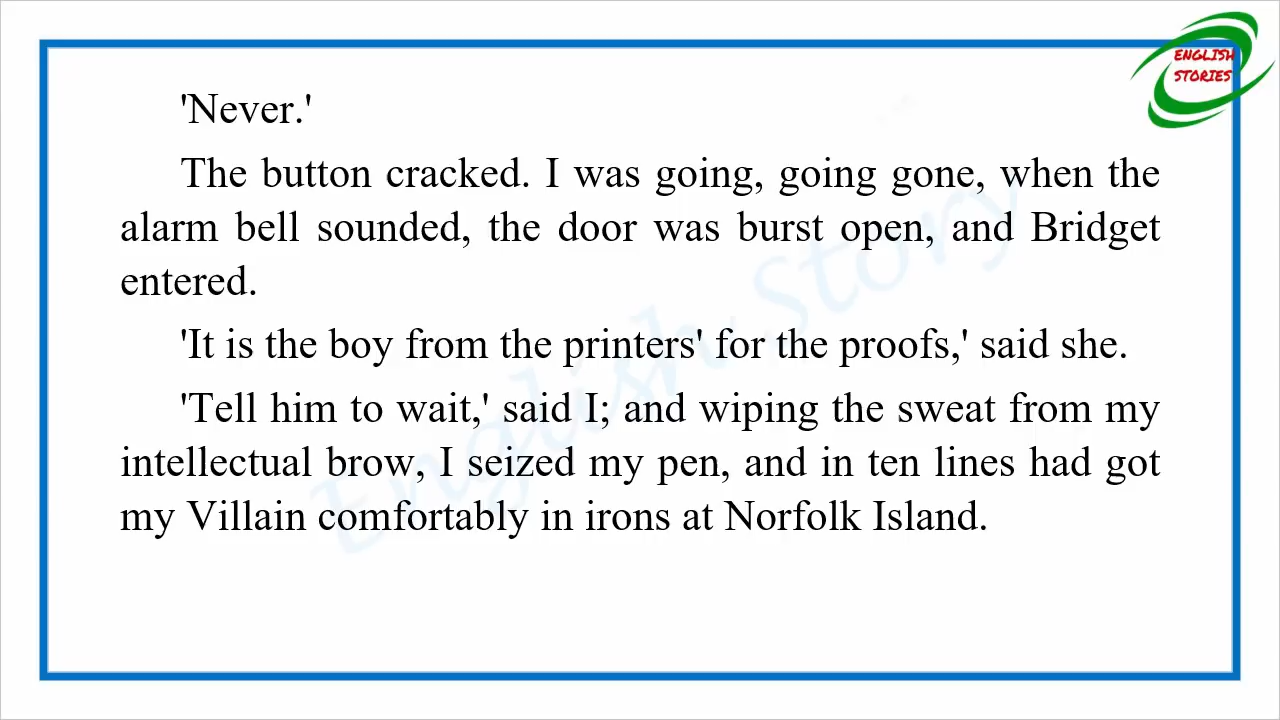 ENGLISH
STORIES
'Never.'
The button cracked. I was going, going gone, when the
alarm bell sounded, the door was burst open, and Bridget
entered.
'It is the boy from the printers' for the proofs,' said she.
'Tell him to wait,' said I; and wiping the sweat from my
intellectual brow, I seized my pen, and in ten lines had got
my Villain comfortably in irons at Norfolk Island.
English Story